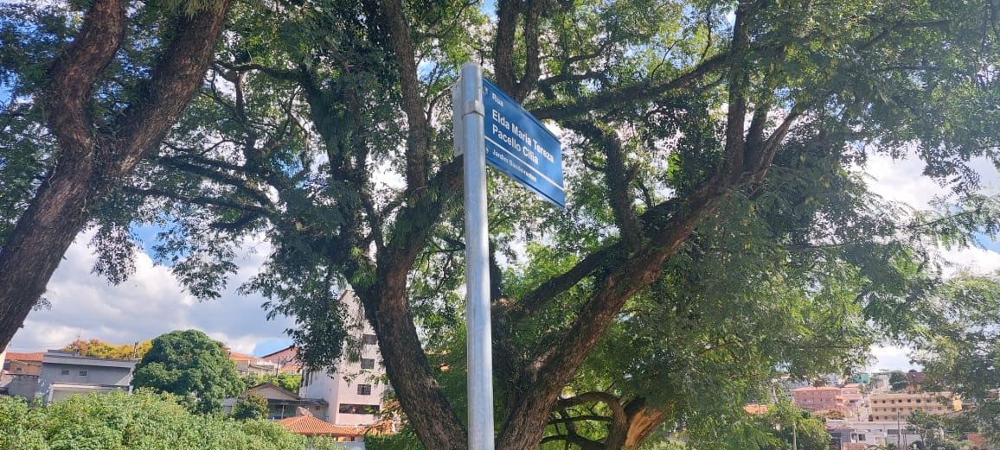 Rua
Elda Maria Tereza
Pacello Cilia
Jardim Bandeirantes